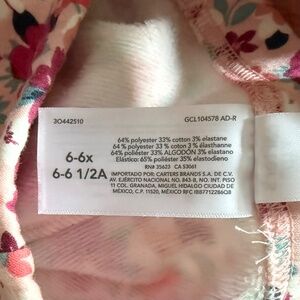 3O442510 GCL104578 AD-R
64% polyester 33% cotton 3% elastane
64% polyester 33 % coton 3 % élasthanne
64% polyester 33% ALGODÓN 3% elastano
Elástico: 65% poliéster 35% elastodieno
RN# 35623 CA 53061
6-6x
6-6 1/2A
IMPORTADO POR: CARTERS BRANDS S.A. DE C.V.
AV. EJÉRCITO NACIONAL NO. 843-B, NO. INT. PISO
11 COL. GRANADA, MIGUEL HIDALGO CIUDAD DE
MÉXICO, C.P. 11520, MÉXICO RFC IBB7712286Q8